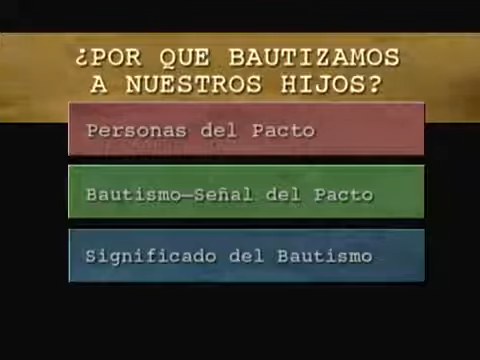 ¿POR QUE BAUTIZAMOS
A NUESTROS HIJOS?
Personas del Pacto
Bautismo—Señal del Pacto
Significado del Bautismo